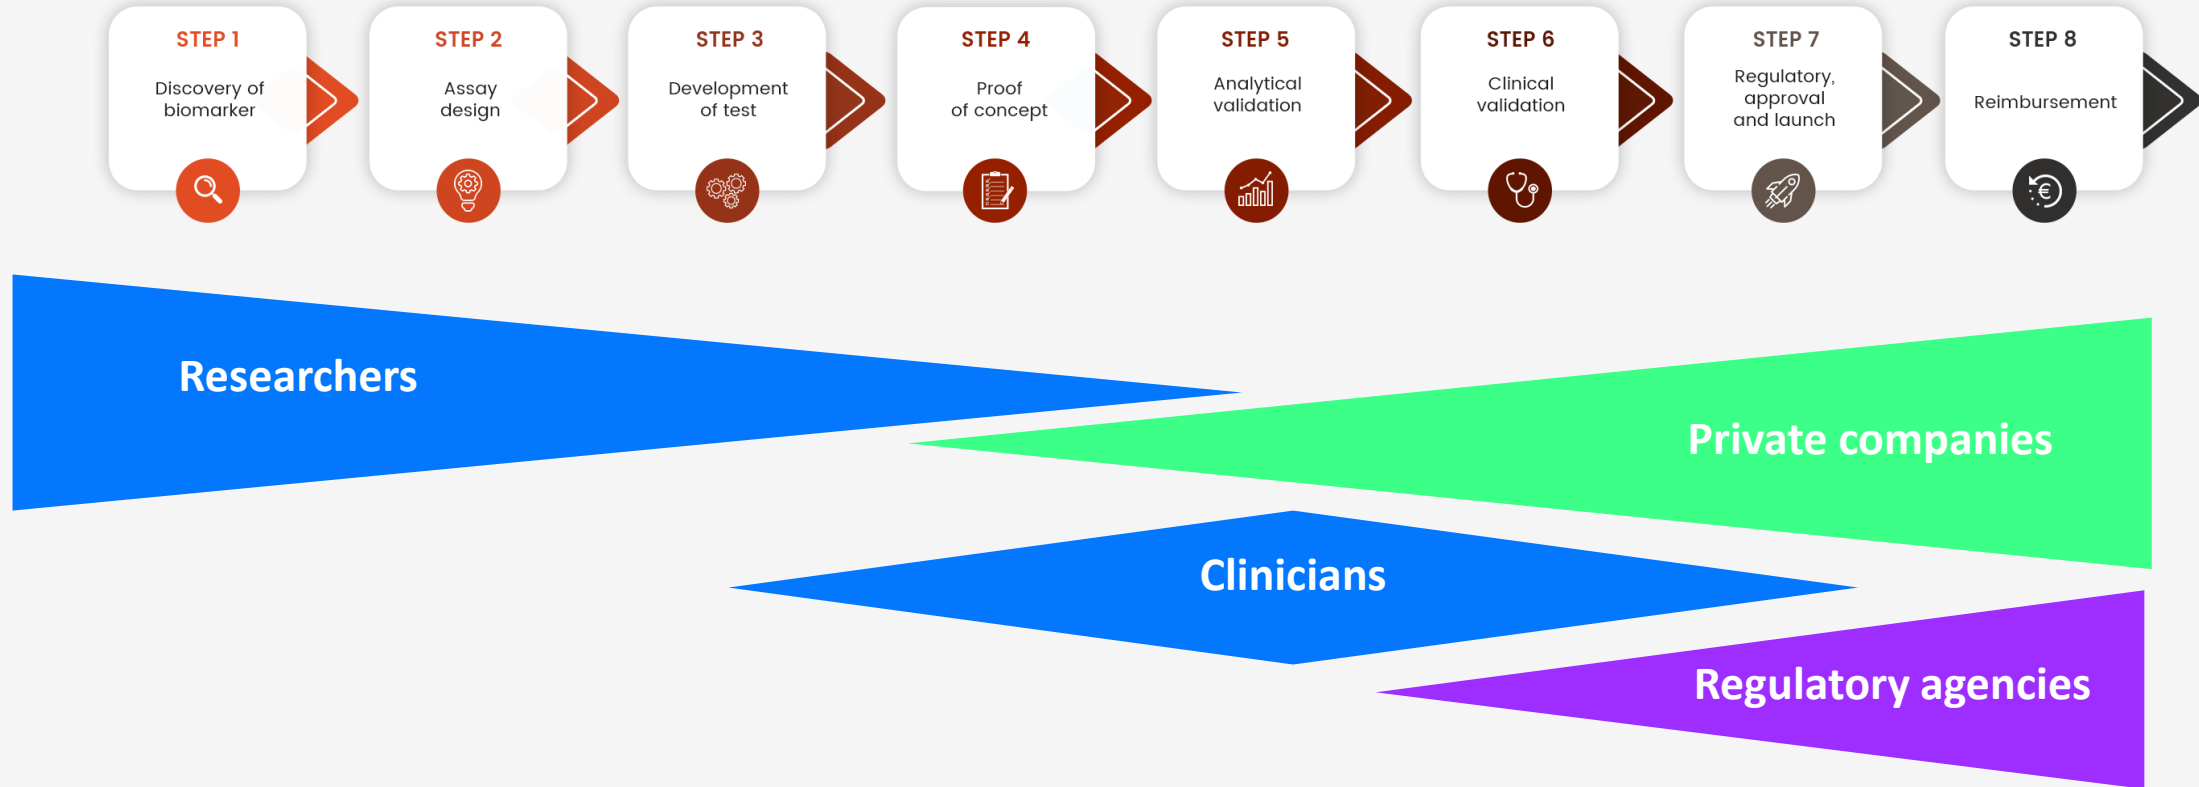 STEP 1
Discovery of
biomarker
STEP 2
Assay
design
STEP 3
Development
of test
STEP 4
Proof
of concept
STEP 5
Analytical
validation
STEP 6
Clinical
validation
STEP 7
Regulatory,
approval
and launch
STEP 8
Reimbursement
€
Researchers
Private companies
Clinicians
Regulatory agencies